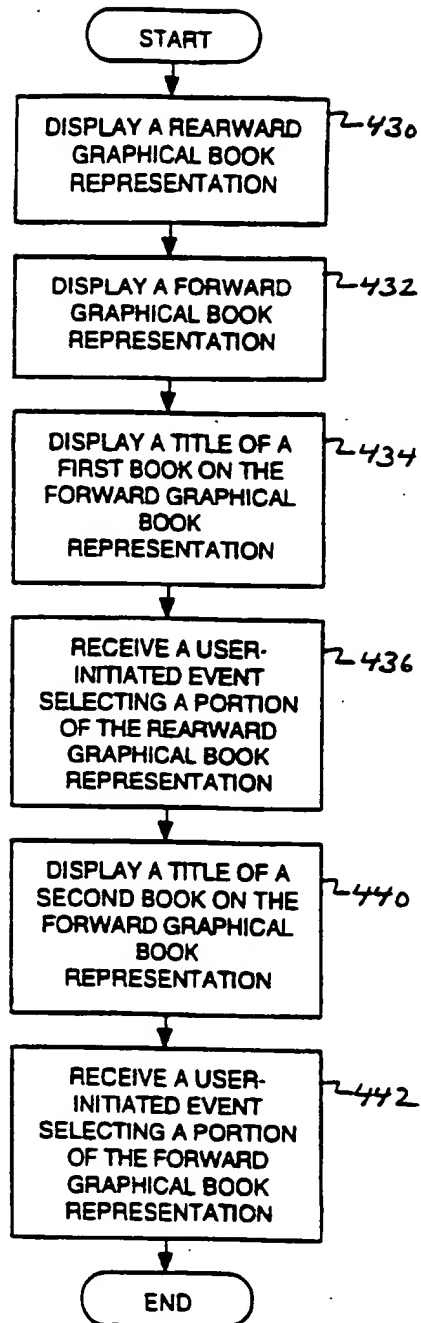 START
DISPLAY A REARWARD
GRAPHICAL BOOK
REPRESENTATION
430
DISPLAY A FORWARD
GRAPHICAL BOOK
REPRESENTATION
432
DISPLAY A TITLE OF A
FIRST BOOK ON THE
FORWARD GRAPHICAL
BOOK
REPRESENTATION
434
RECEIVE A USER-
INITIATED EVENT
SELECTING A PORTION
OF THE REARWARD
GRAPHICAL BOOK
REPRESENTATION
436
DISPLAY A TITLE OF A
SECOND BOOK ON THE
FORWARD GRAPHICAL
BOOK
REPRESENTATION
440
RECEIVE A USER-
INITIATED EVENT
SELECTING A PORTION
OF THE FORWARD
GRAPHICAL BOOK
REPRESENTATION
442
END